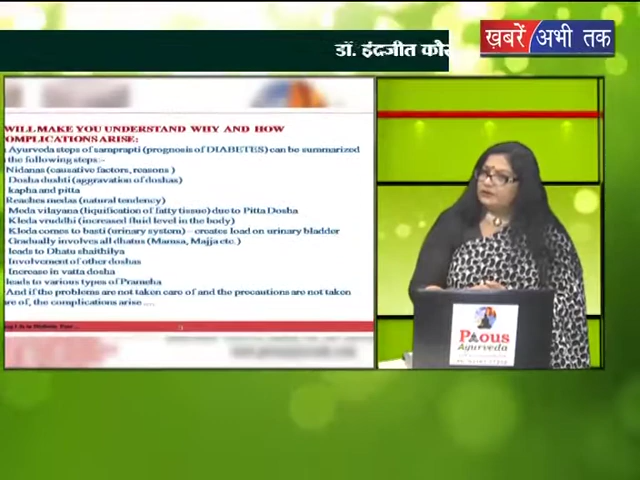 डॉ. इंद्रजीत कौर
ख़बरें अभी तक
WILL MAKE YOU UNDERSTAND WHY AND HOW
OMPLICATIONS ARISE:
Ayurveda steps of samprapti (prognosis of DIABETES) can be summarized
the following steps:-
Nidanas (causative factors, reasons )
Dosha dushti (aggravation of doshas)
kapha and pitta
Reaches medas (natural tendency)
Meda vilayana (liquification of fatty tissue) due to Pitta Dosha
Kleda vruddhi (increased fluid level in the body)
Kleda comes to basti (urinary system) – creates load on urinary bladder
Gradually involves all dhatus (Mamsa, Majja etc.)
leads to Dhatu shaithilya
Involvement of other doshas
Increase in vatta dosha
leads to various types of Prameha
And if the problems are not taken care of and the precautions are not taken
are of, the complications arise ....
Pious
Ayurveda